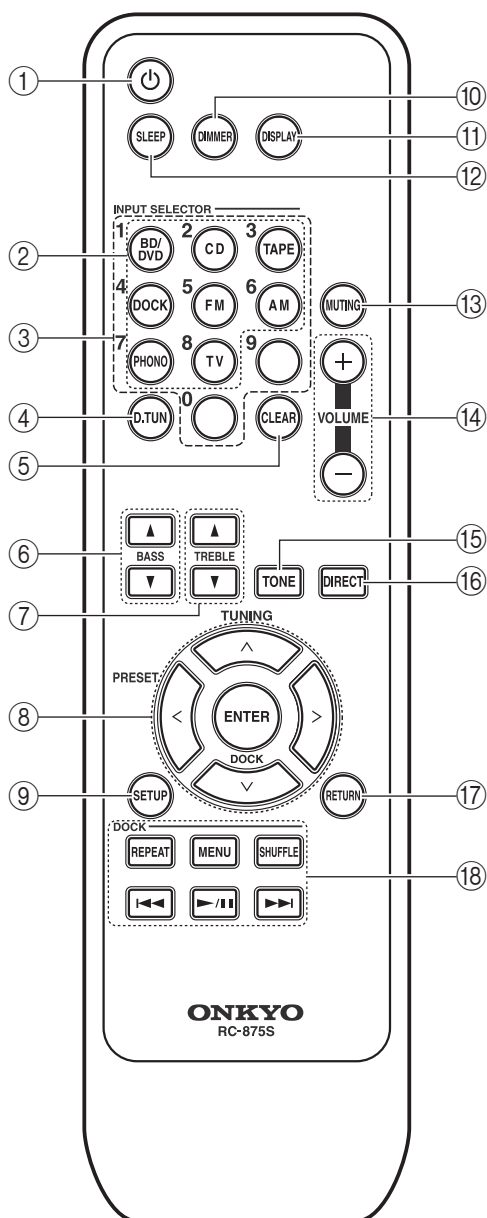 ① ⑩
SLEEP DIMMER DISPLAY ⑪
⑫
INPUT SELECTOR
1 BD/DVD 2 CD 3 TAPE
②
4 DOCK 5 FM 6 AM MUTING ⑬
③
7 PHONO 8 TV 9
④ D.TUN 0 CLEAR VOLUME ⑭
⑤
⑥ BASS TREBLE ⑮
TONE DIRECT ⑯
⑦ TUNING
PRESET
⑧ ENTER
DOCK
⑨ SETUP RETURN ⑰
DOCK
REPEAT MENU SHUFFLE ⑱
ONKYO
RC-875S